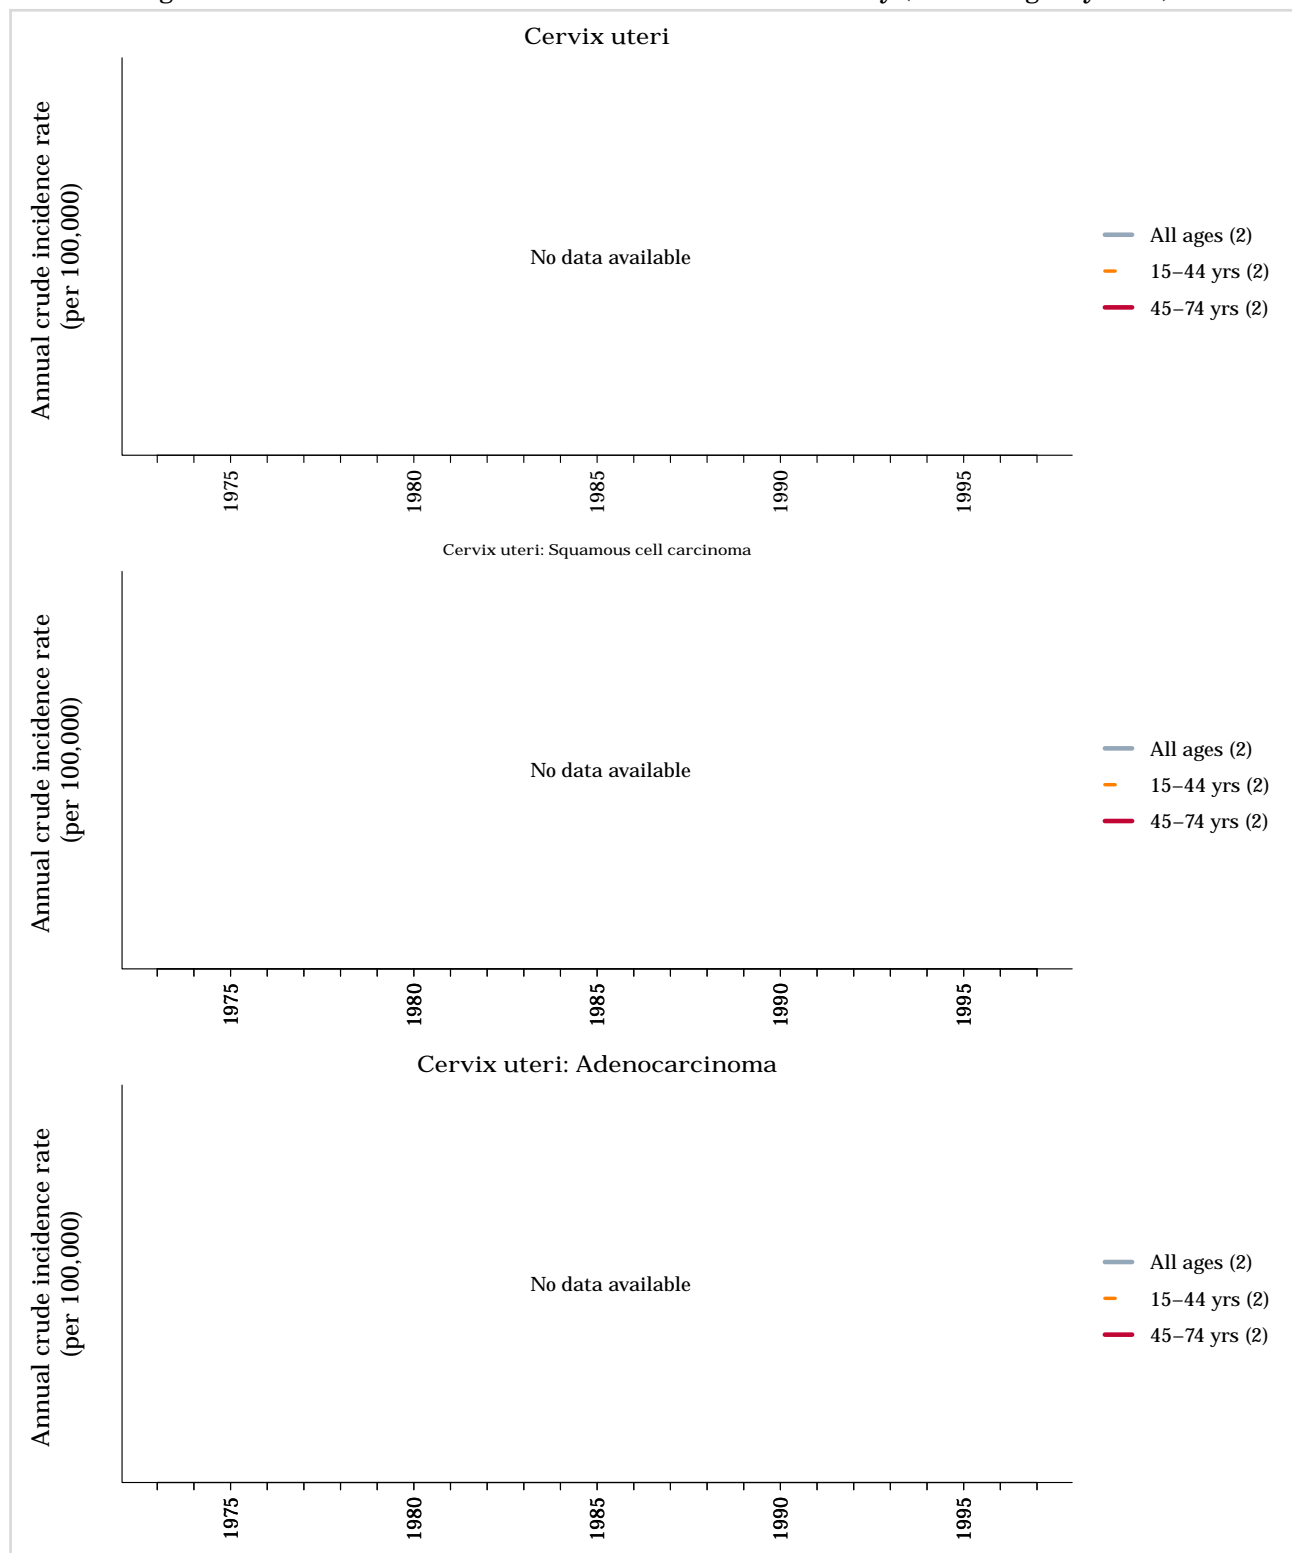 Cervix uteri
Annual crude incidence rate
(per 100,000)
No data available
All ages (2)
15–44 yrs (2)
45–74 yrs (2)
1975
1980
1985
1990
1995
Cervix uteri: Squamous cell carcinoma
Annual crude incidence rate
(per 100,000)
No data available
All ages (2)
15–44 yrs (2)
45–74 yrs (2)
1975
1980
1985
1990
1995
Cervix uteri: Adenocarcinoma
Annual crude incidence rate
(per 100,000)
No data available
All ages (2)
15–44 yrs (2)
45–74 yrs (2)
1975
1980
1985
1990
1995